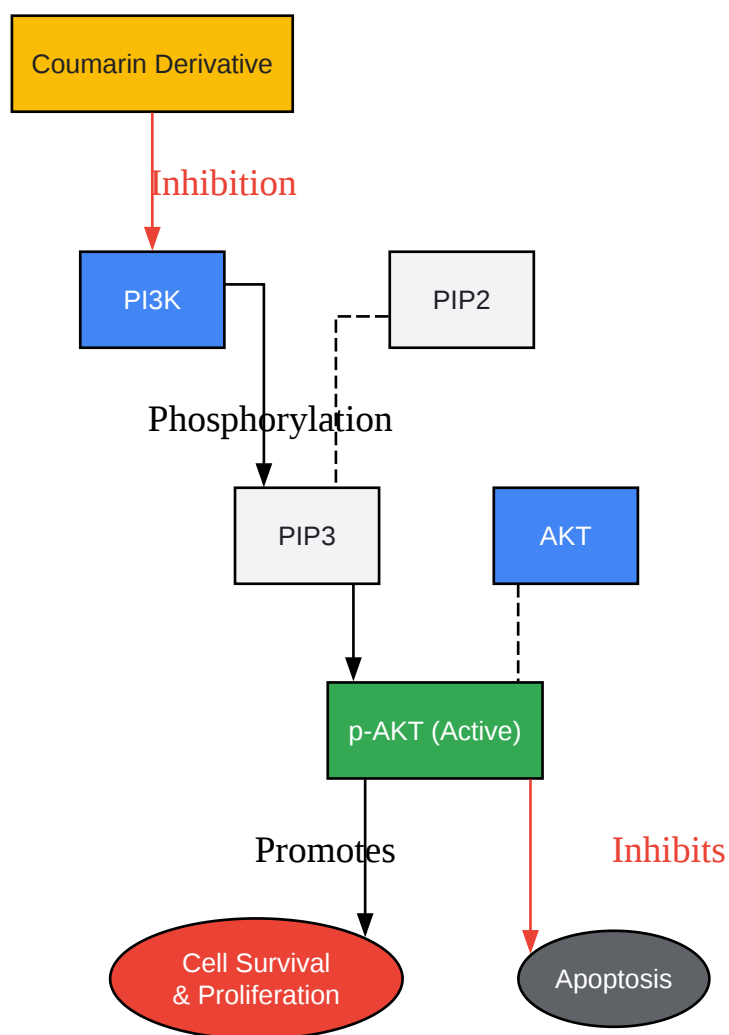 Coumarin Derivative
Inhibition
PI3K
PIP2
Phosphorylation
PIP3
AKT
p-AKT (Active)
Promotes
Inhibits
Cell Survival
& Proliferation
Apoptosis